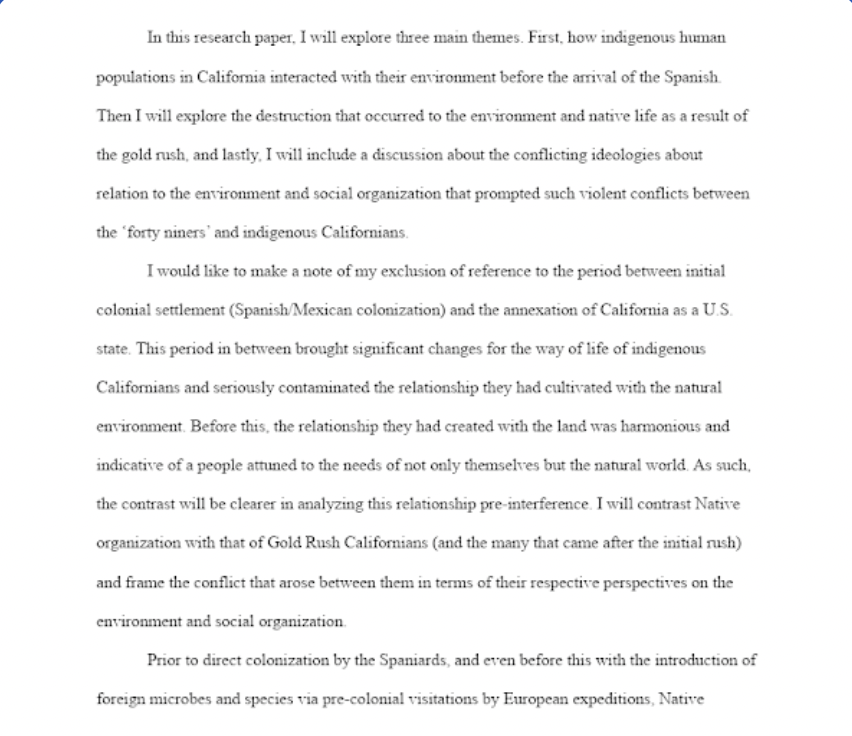 In this research paper, I will explore three main themes. First, how indigenous human
populations in California interacted with their environment before the arrival of the Spanish.
Then I will explore the destruction that occurred to the environment and native life as a result of
the gold rush, and lastly, I will include a discussion about the conflicting ideologies about
relation to the environment and social organization that prompted such violent conflicts between
the ‘forty niners’ and indigenous Californians.
I would like to make a note of my exclusion of reference to the period between initial
colonial settlement (Spanish/Mexican colonization) and the annexation of California as a U.S.
state. This period in between brought significant changes for the way of life of indigenous
Californians and seriously contaminated the relationship they had cultivated with the natural
environment. Before this, the relationship they had created with the land was harmonious and
indicative of a people attuned to the needs of not only themselves but the natural world. As such,
the contrast will be clearer in analyzing this relationship pre-interference. I will contrast Native
organization with that of Gold Rush Californians (and the many that came after the initial rush)
and frame the conflict that arose between them in terms of their respective perspectives on the
environment and social organization.
Prior to direct colonization by the Spaniards, and even before this with the introduction of
foreign microbes and species via pre-colonial visitations by European expeditions, Native